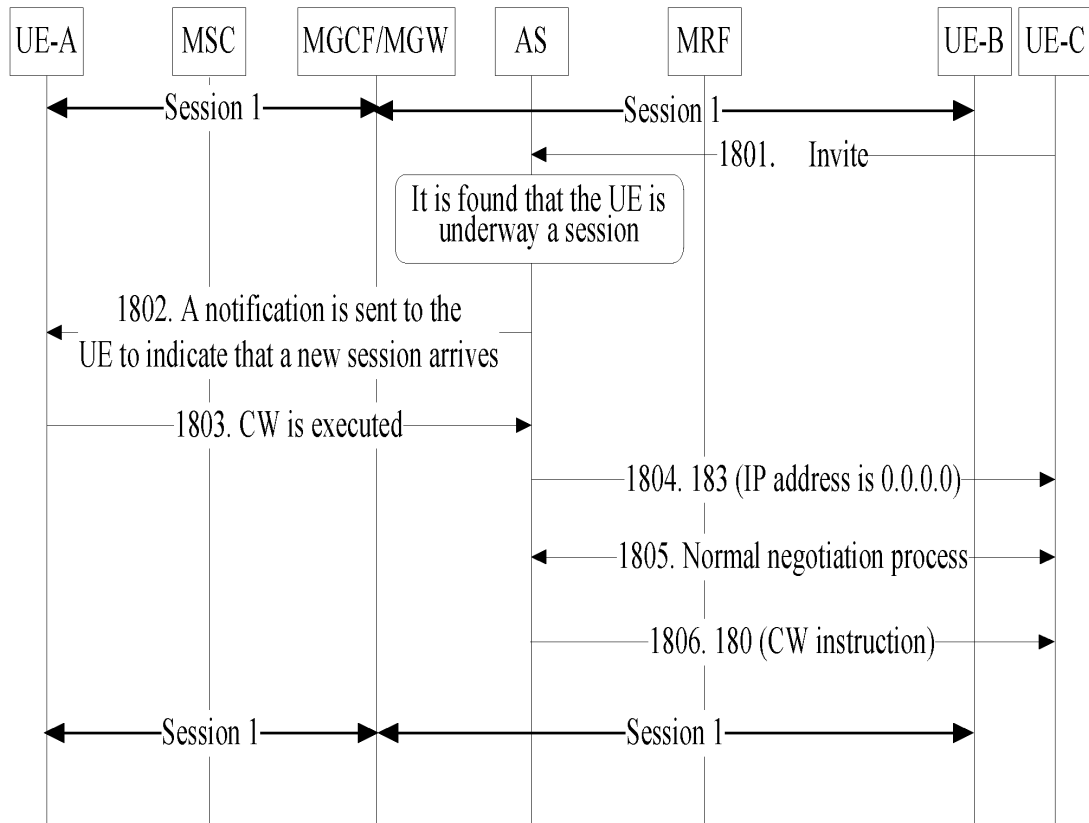 UE-A
MSC
MGCF/MGW
AS
MRF
UE-B
UE-C
Session 1
Session 1
1801. Invite
It is found that the UE is
underway a session
1802. A notification is sent to the
UE to indicate that a new session arrives
1803. CW is executed
1804. 183 (IP address is 0.0.0.0)
1805. Normal negotiation process
1806. 180 (CW instruction)
Session 1
Session 1